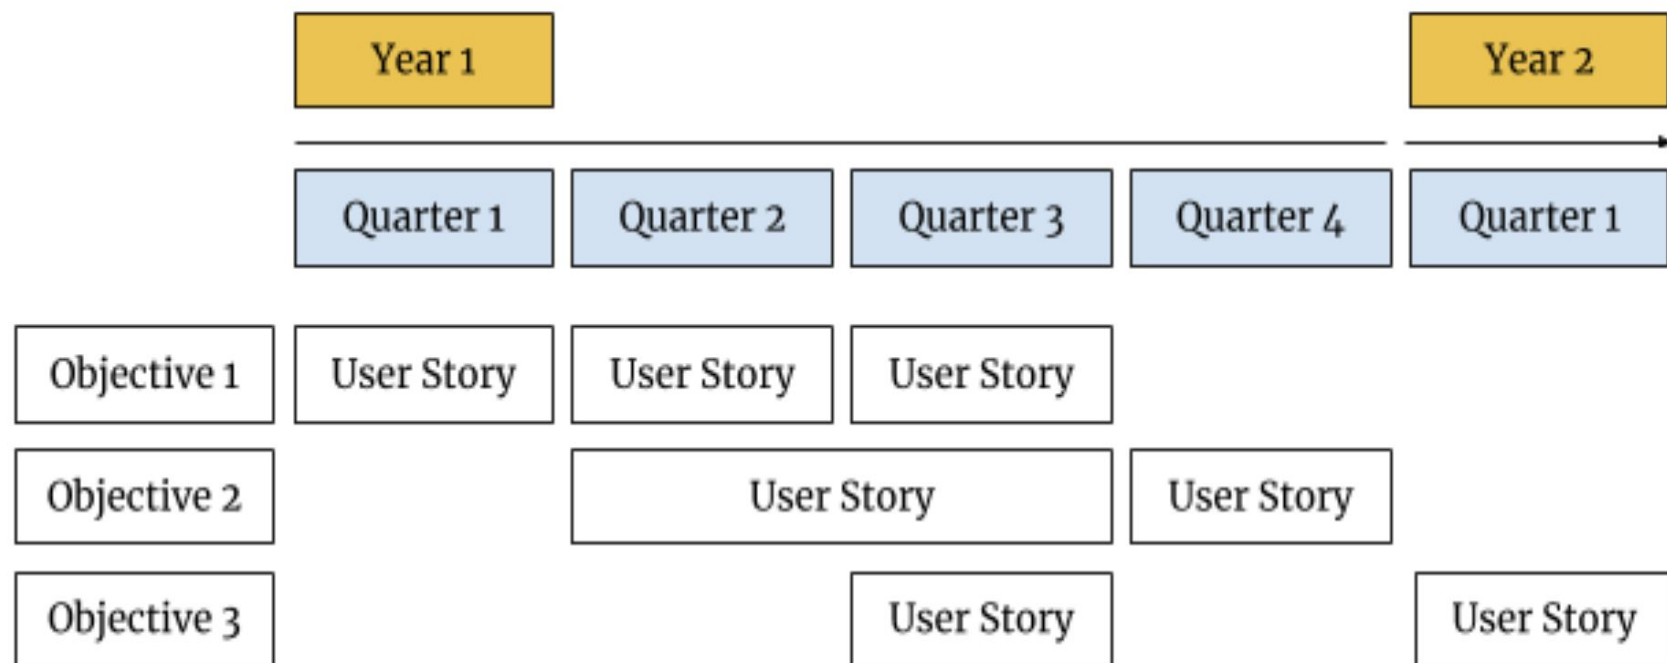 Year 1
Year 2
Quarter 1
Quarter 2
Quarter 3
Quarter 4
Quarter 1
Objective 1
User Story
User Story
User Story
Objective 2
User Story
User Story
Objective 3
User Story
User Story